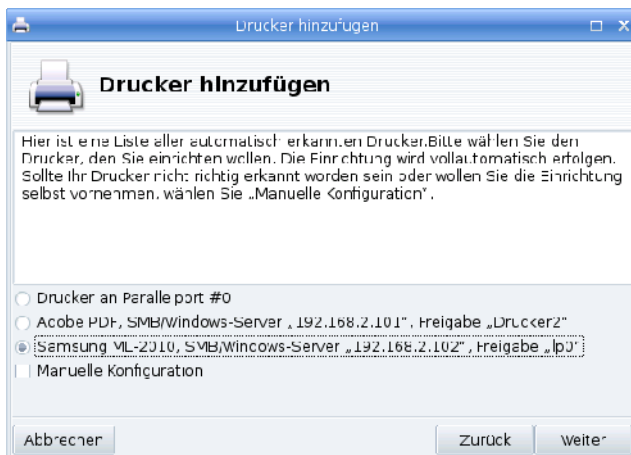 Drucker hinzufügen
Drucker hinzufügen
Hier ist eine Liste aller automatisch erkannten Drucker.Bitte wählen Sie den
Drucker, den Sie einrichten wollen. Die Einrichtung wird vollautomatisch erfolgen.
Sollte Ihr Drucker nicht richtig erkannt worden sein oder wollen Sie die Einrichtung
selbst vornehmen, wählen Sie „Manuelle Konfiguration“.
Drucker an Parallelport #0
Adobe PDF, SMB/Windows-Server „192.168.2.101“, Freigabe „Drucker2“
Samsung ML-2010, SMB/Windows-Server „192.168.2.102“, Freigabe „lp0“
Manuelle Konfiguration
Abbrechen
Zurück
Weiter